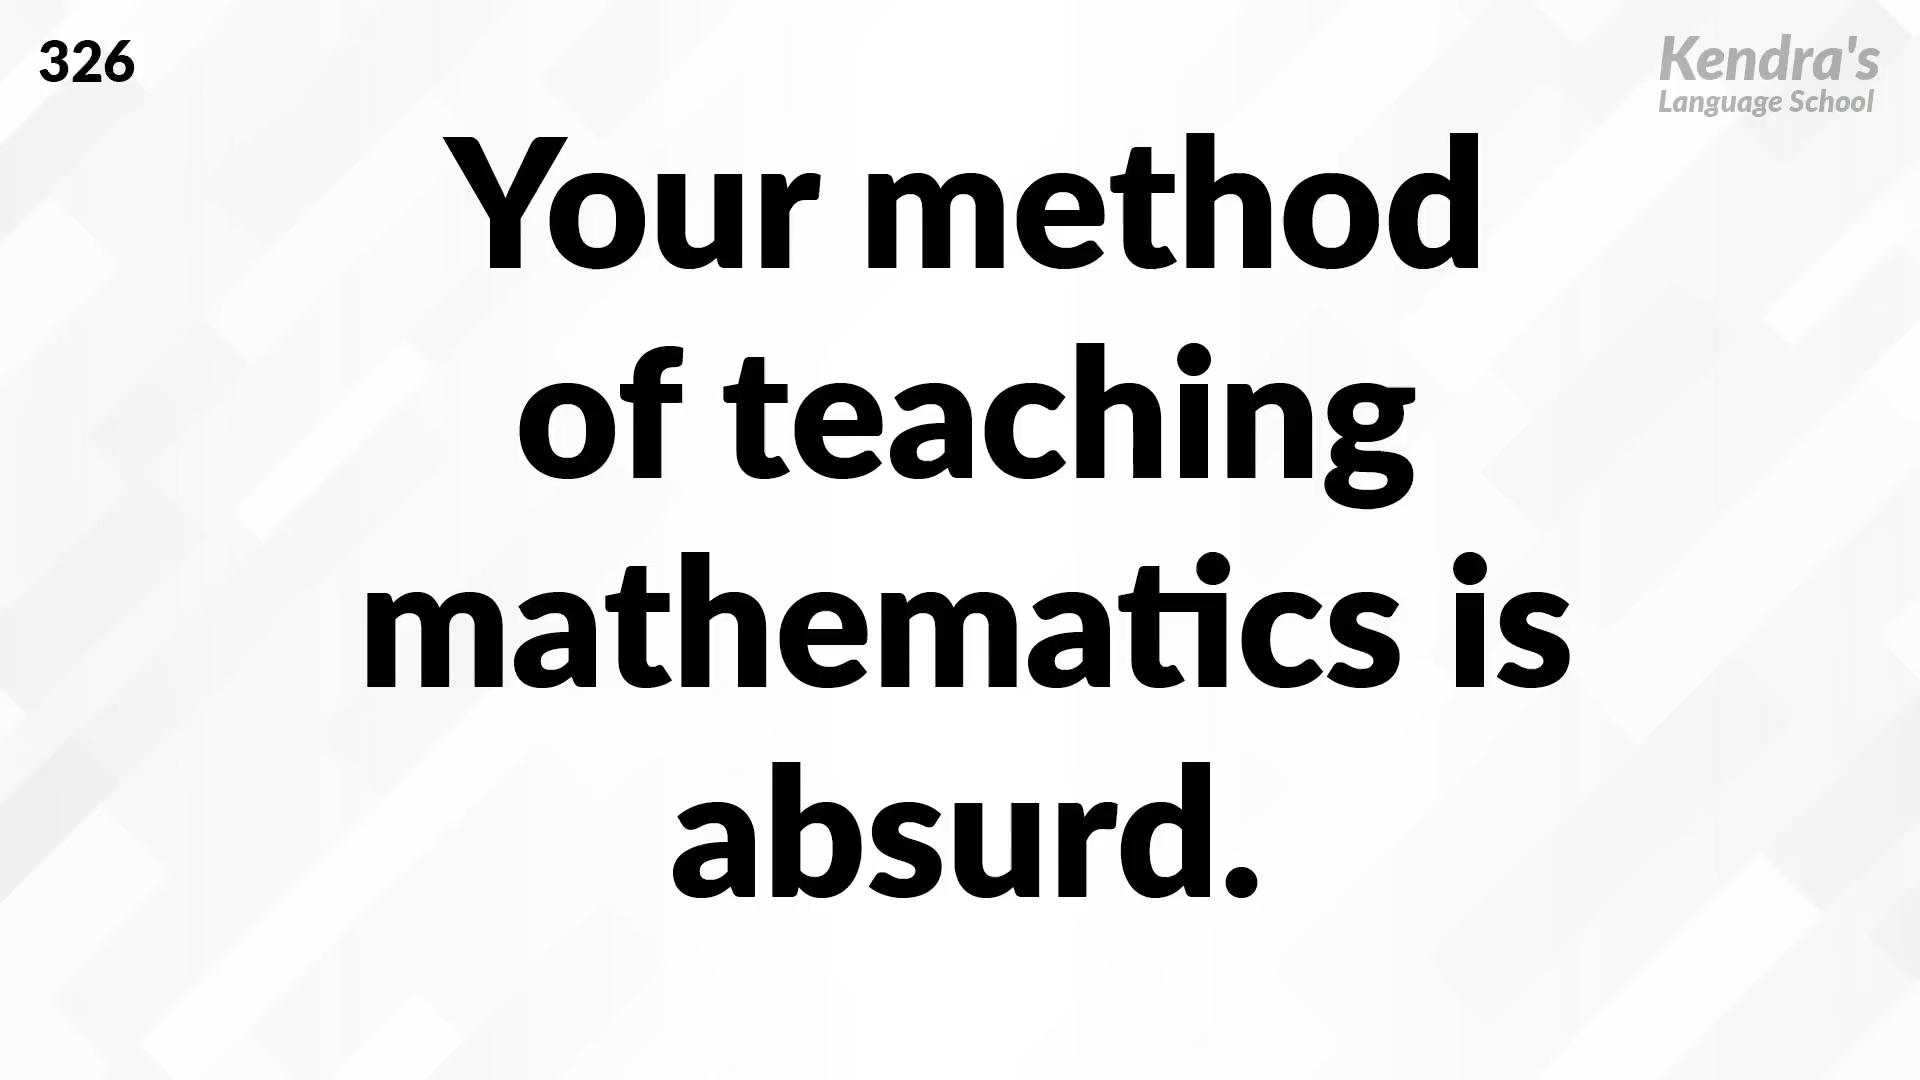 326
Kendra's
Language School
Your method
of teaching
mathematics is
absurd.